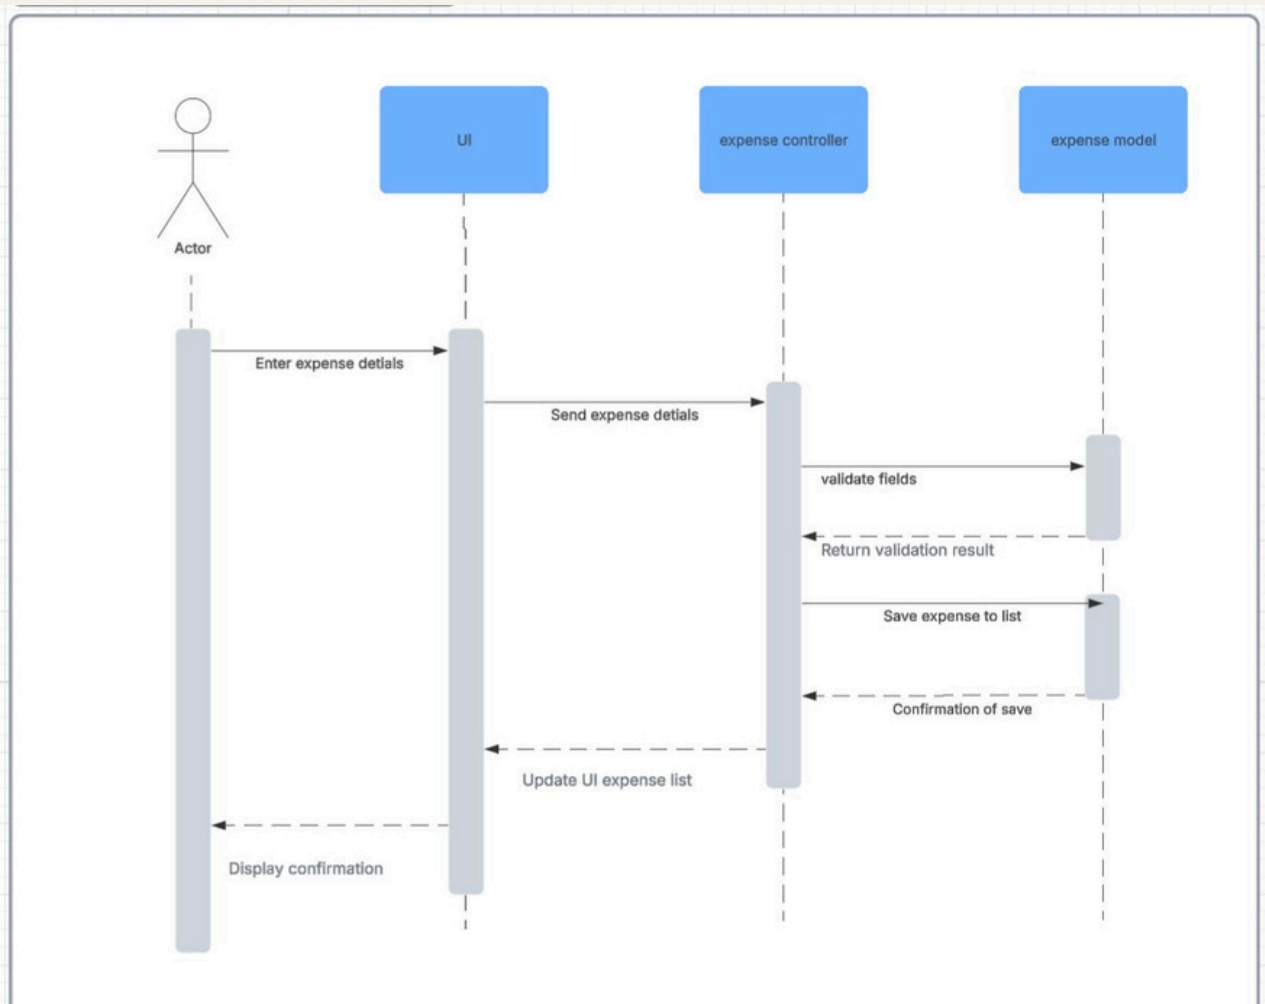 UI
expense controller
expense model
Actor
Enter expense detials
Send expense detials
validate fields
Return validation result
Save expense to list
Confirmation of save
Update UI expense list
Display confirmation